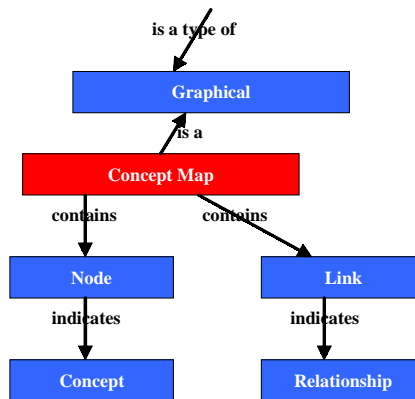 is a type of
Graphical
is a
Concept Map
contains
contains
Node
Link
indicates
indicates
Concept
Relationship